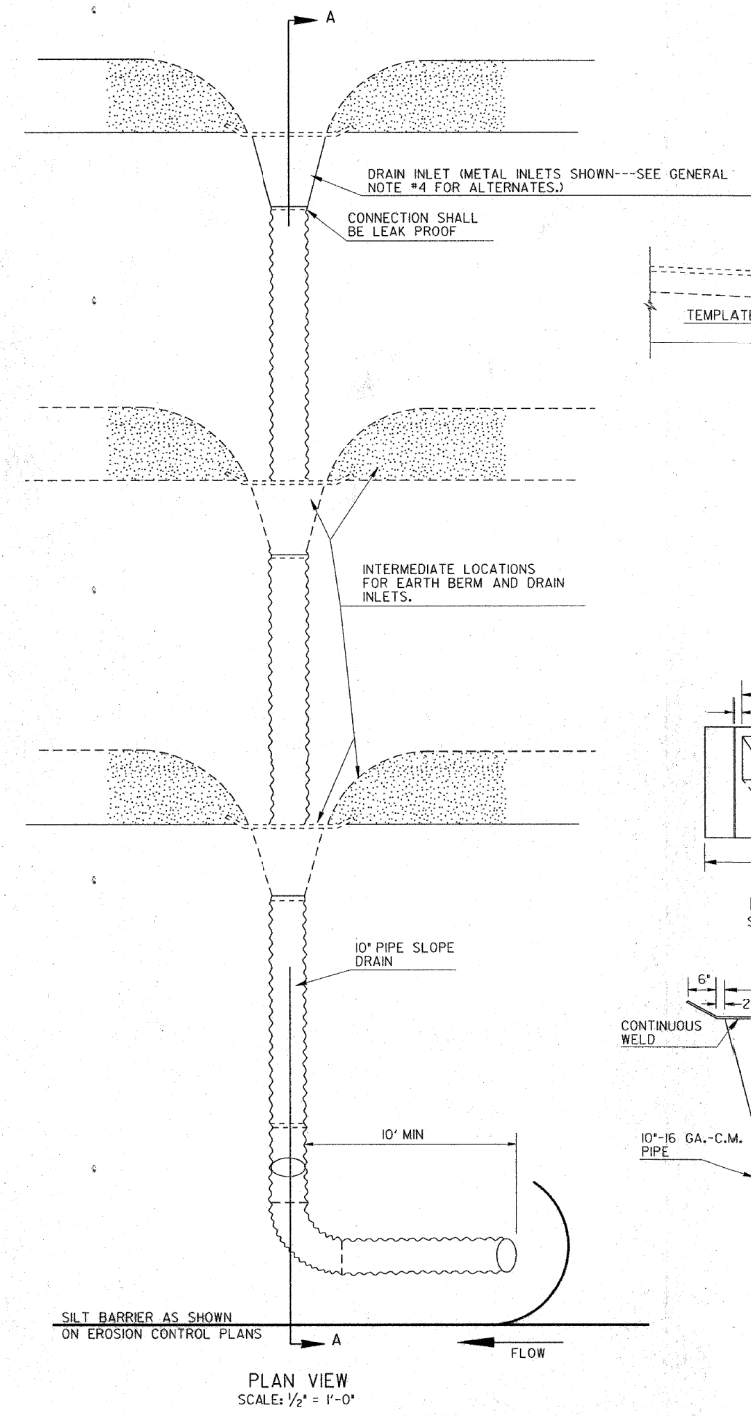 A
DRAIN INLET (METAL INLETS SHOWN---SEE GENERAL
NOTE #4 FOR ALTERNATES.)
CONNECTION SHALL
BE LEAK PROOF
TEMPLATE
INTERMEDIATE LOCATIONS
FOR EARTH BERM AND DRAIN
INLETS.
10" PIPE SLOPE
DRAIN
6"
2
CONTINUOUS
WELD
10' MIN
10"-16 GA.-C.M.
PIPE
SILT BARRIER AS SHOWN
ON EROSION CONTROL PLANS
A
FLOW
PLAN VIEW
SCALE: 1/2" = 1'-0"